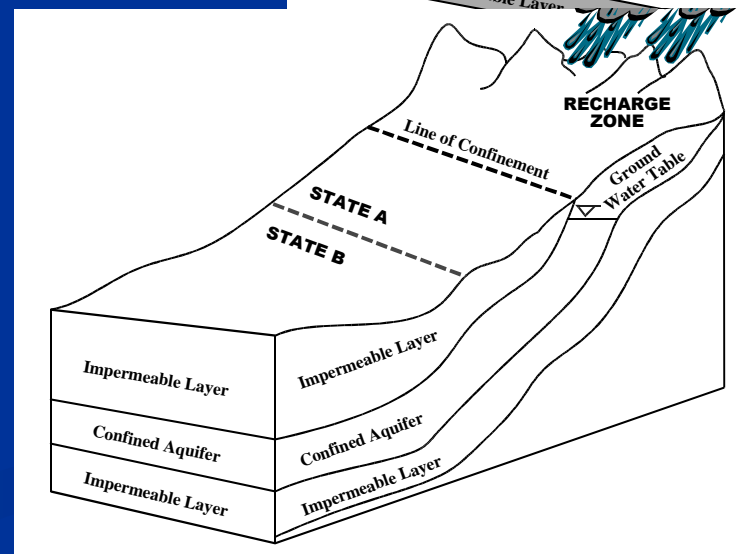 Layer
RECHARGE
ZONE
Line of Confinement
Ground
Water Table
STATE A
STATE B
Impermeable Layer
Impermeable Layer
Confined Aquifer
Confined Aquifer
Impermeable Layer
Impermeable Layer